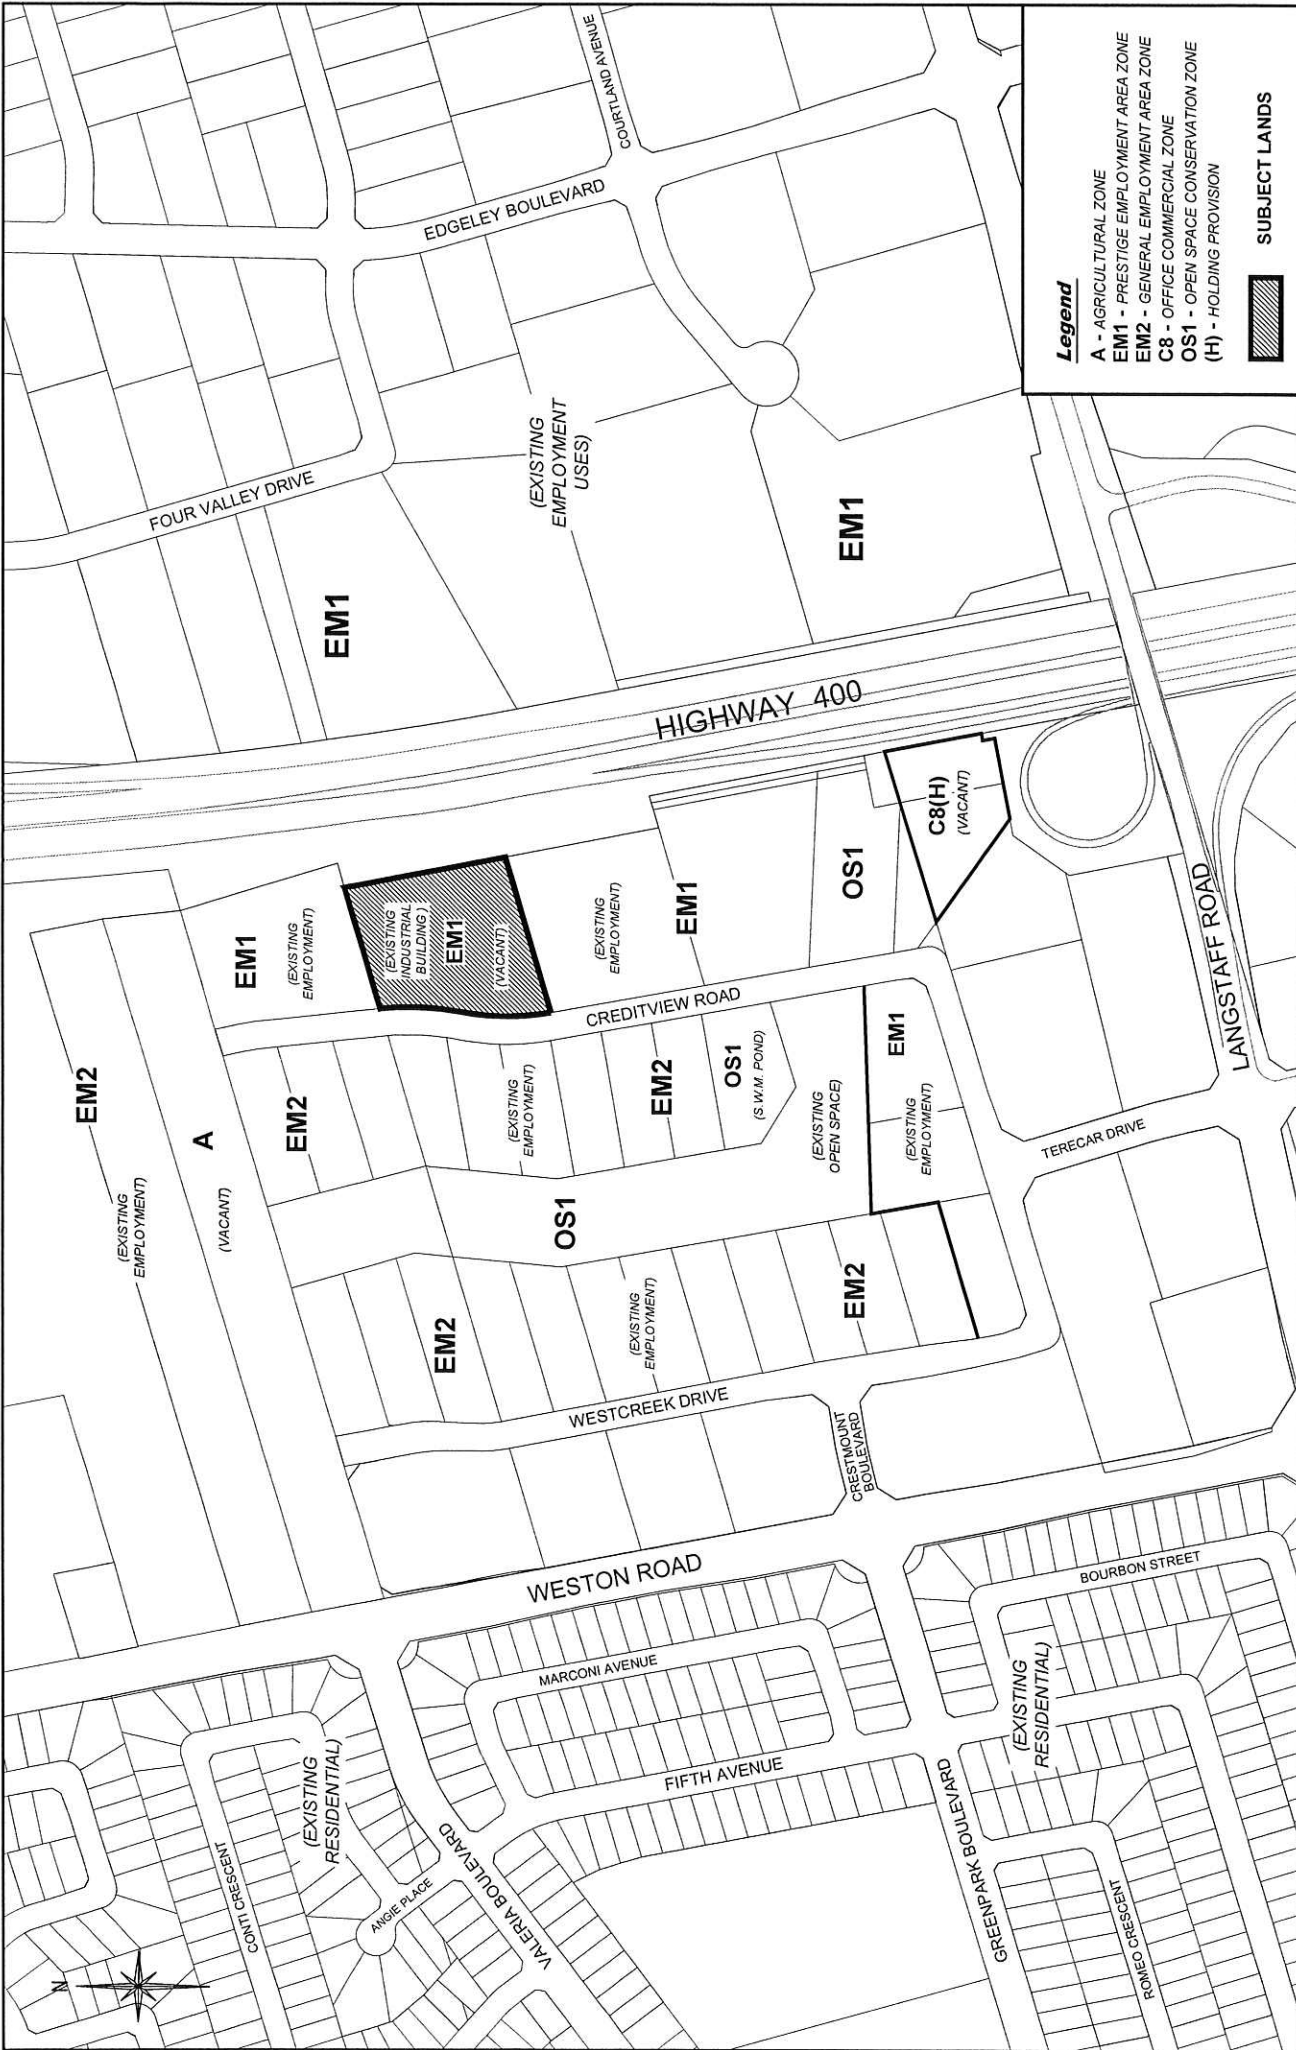 N
COURTLAND AVENUE
EDGELEY BOULEVARD
FOUR VALLEY DRIVE
(EXISTING
EMPLOYMENT
USES)
EM1
EM1
HIGHWAY 400
C8(H)
(VACANT)
OS1
EM1
(EXISTING
EMPLOYMENT)
(EXISTING
INDUSTRIAL
BUILDING )
EM1
(VACANT)
(EXISTING
EMPLOYMENT)
EM1
CREDITVIEW ROAD
LANGSTAFF ROAD
EM2
(EXISTING
EMPLOYMENT)
A
(VACANT)
EM2
(EXISTING
EMPLOYMENT)
EM2
OS1
(S.W.M. POND)
(EXISTING
OPEN SPACE)
EM1
(EXISTING
EMPLOYMENT)
TERECAR DRIVE
OS1
EM2
(EXISTING
EMPLOYMENT)
EM2
WESTCREEK DRIVE
CRESTMOUNT
BOULEVARD
WESTON ROAD
BOURBON STREET
MARCONI AVENUE
(EXISTING
RESIDENTIAL)
FIFTH AVENUE
(EXISTING
RESIDENTIAL)
CONTI CRESCENT
ANGIE PLACE
VALERIA BOULEVARD
GREENPARK BOULEVARD
ROMEO CRESCENT
Legend
A - AGRICULTURAL ZONE
EM1 - PRESTIGE EMPLOYMENT AREA ZONE
EM2 - GENERAL EMPLOYMENT AREA ZONE
C8 - OFFICE COMMERCIAL ZONE
OS1 - OPEN SPACE CONSERVATION ZONE
(H) - HOLDING PROVISION
SUBJECT LANDS